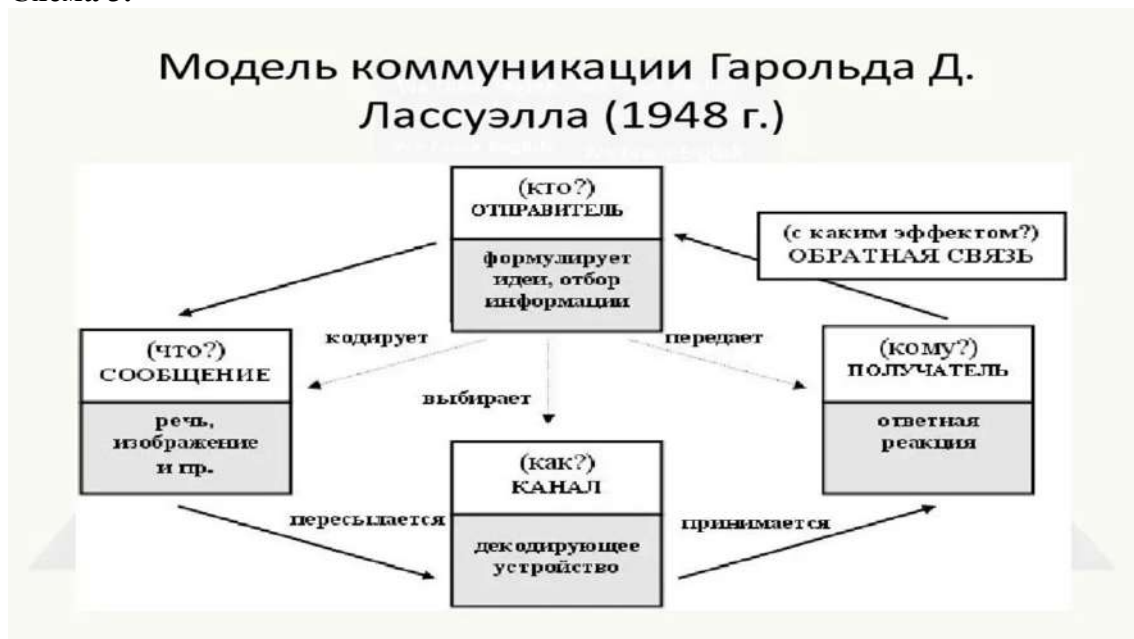 Модель коммуникации Гарольда Д.
Лассуэлла (1948 г.)
(кто?)
ОТПРАВИТЕЛЬ
формулирует
идеи, отбор
информации
(с каким эффектом?)
ОБРАТНАЯ СВЯЗЬ
кодирует
передает
выбирает
(что?)
СООБЩЕНИЕ
речь,
изображение
и пр.
(кому?)
ПОЛУЧАТЕЛЬ
ответная
реакция
(как?)
КАНАЛ
декодирующее
устройство
пересылается
принимается